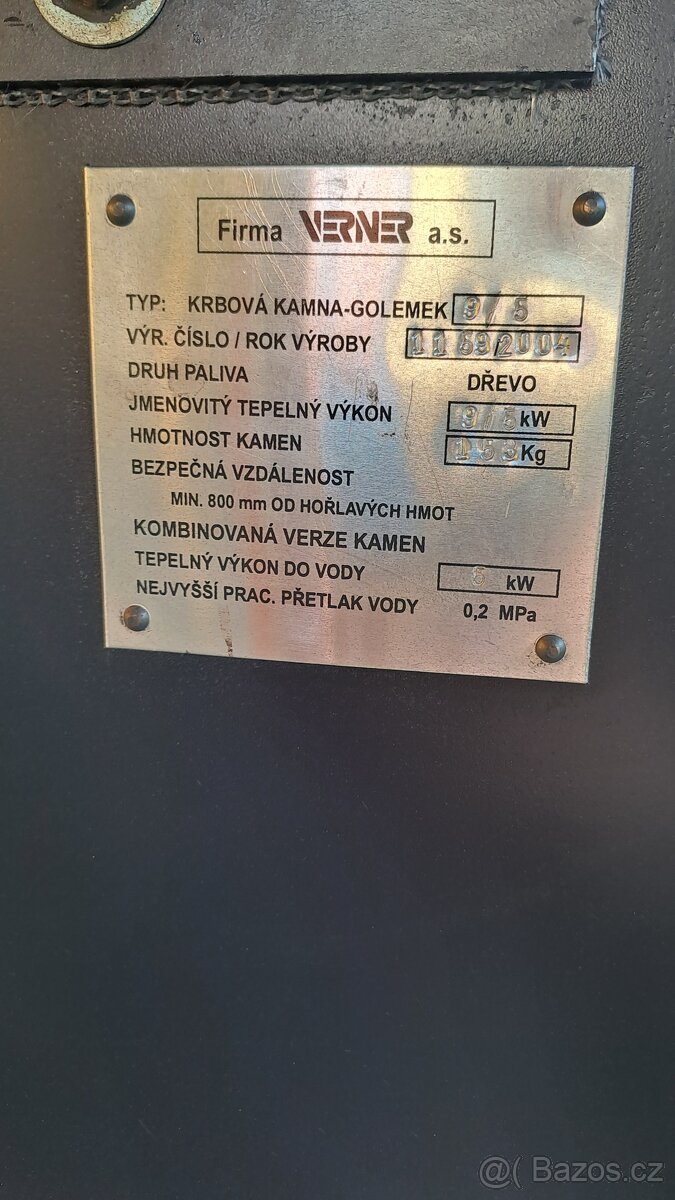 Firma VERNER a.s.
TYP: KRBOVÁ KAMNA-GOLEMEK 9/5
VÝR. ČÍSLO / ROK VÝROBY 1159/2004
DRUH PALIVA DŘEVO
JMENOVITÝ TEPELNÝ VÝKON 9/5 kW
HMOTNOST KAMEN Kg
BEZPEČNÁ VZDÁLENOST
MIN. 800 mm OD HOŘLAVÝCH HMOT
KOMBINOVANÁ VERZE KAMEN
TEPELNÝ VÝKON DO VODY 5 kW
NEJVYŠŠÍ PRAC. PŘETLAK VODY 0,2 MPa
@( Bazos.cz